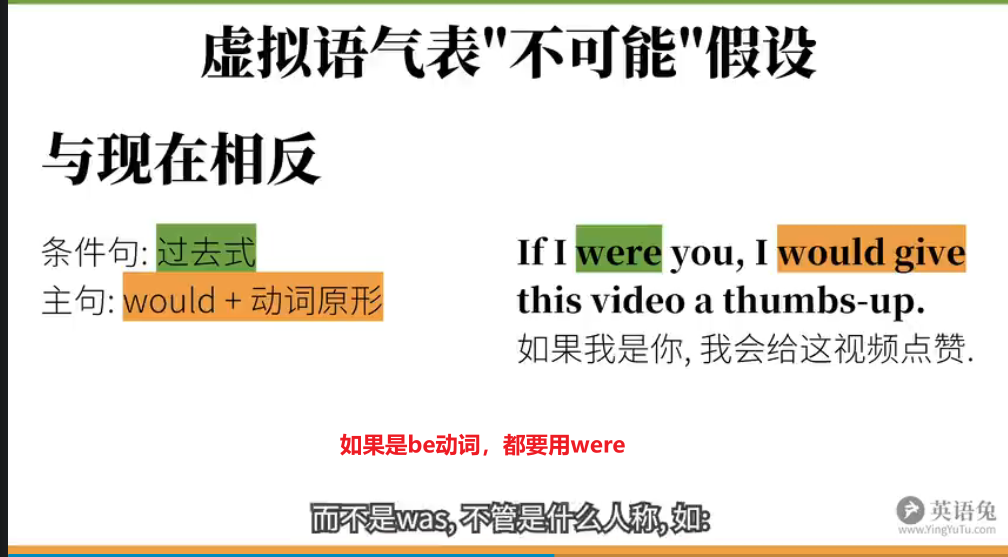 虚拟语气表"不可能"假设
与现在相反
条件句: 过去式
主句: would + 动词原形
If I were you, I would give
this video a thumbs-up.
如果我是你, 我会给这视频点赞.
如果是be动词，都要用were
而不是was, 不管是什么人称, 如:
英语兔
www.YingYuTu.com